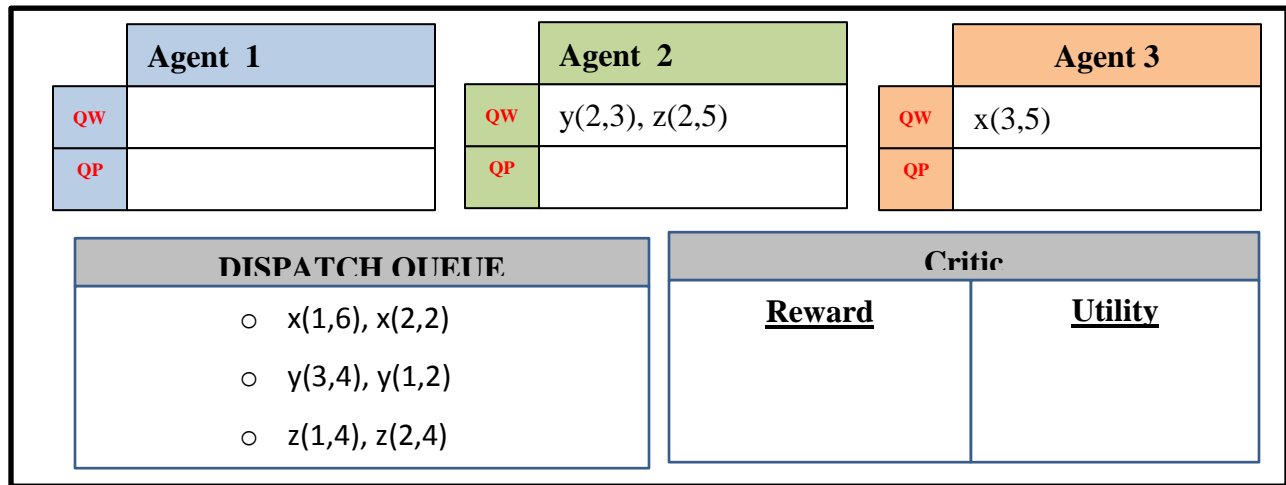 Agent 1
QW
QP
Agent 2
QW y(2,3), z(2,5)
QP
Agent 3
QW x(3,5)
QP
DISPATCH QUEUE
○ x(1,6), x(2,2)
○ y(3,4), y(1,2)
○ z(1,4), z(2,4)
Critic
Reward Utility